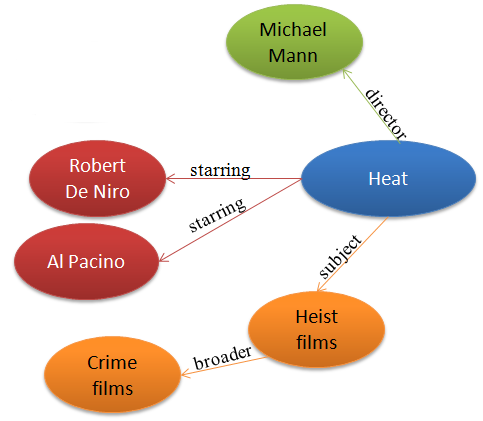 Michael
Mann
director
Robert
De Niro
starring
Heat
starring
Al Pacino
subject
Heist
films
broader
Crime
films